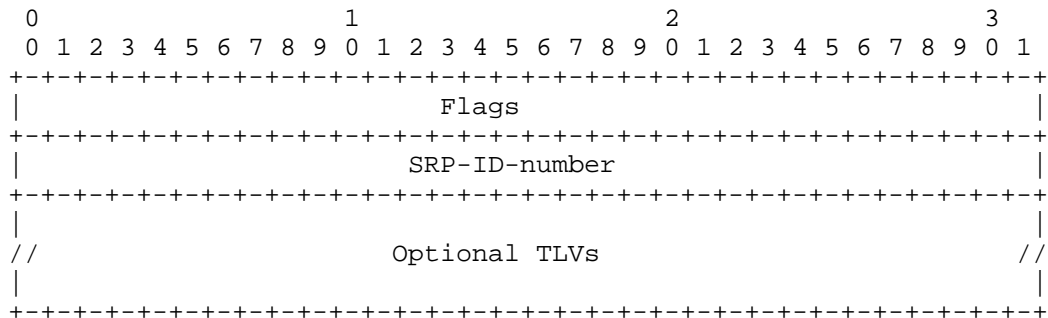 0                   1                   2                   3
 0 1 2 3 4 5 6 7 8 9 0 1 2 3 4 5 6 7 8 9 0 1 2 3 4 5 6 7 8 9 0 1
+-+-+-+-+-+-+-+-+-+-+-+-+-+-+-+-+-+-+-+-+-+-+-+-+-+-+-+-+-+-+-+-+
|                          Flags                                |
+-+-+-+-+-+-+-+-+-+-+-+-+-+-+-+-+-+-+-+-+-+-+-+-+-+-+-+-+-+-+-+-+
|                        SRP-ID-number                          |
+-+-+-+-+-+-+-+-+-+-+-+-+-+-+-+-+-+-+-+-+-+-+-+-+-+-+-+-+-+-+-+-+
|                                                               |
//                      Optional TLVs                          //
|                                                               |
+-+-+-+-+-+-+-+-+-+-+-+-+-+-+-+-+-+-+-+-+-+-+-+-+-+-+-+-+-+-+-+-+